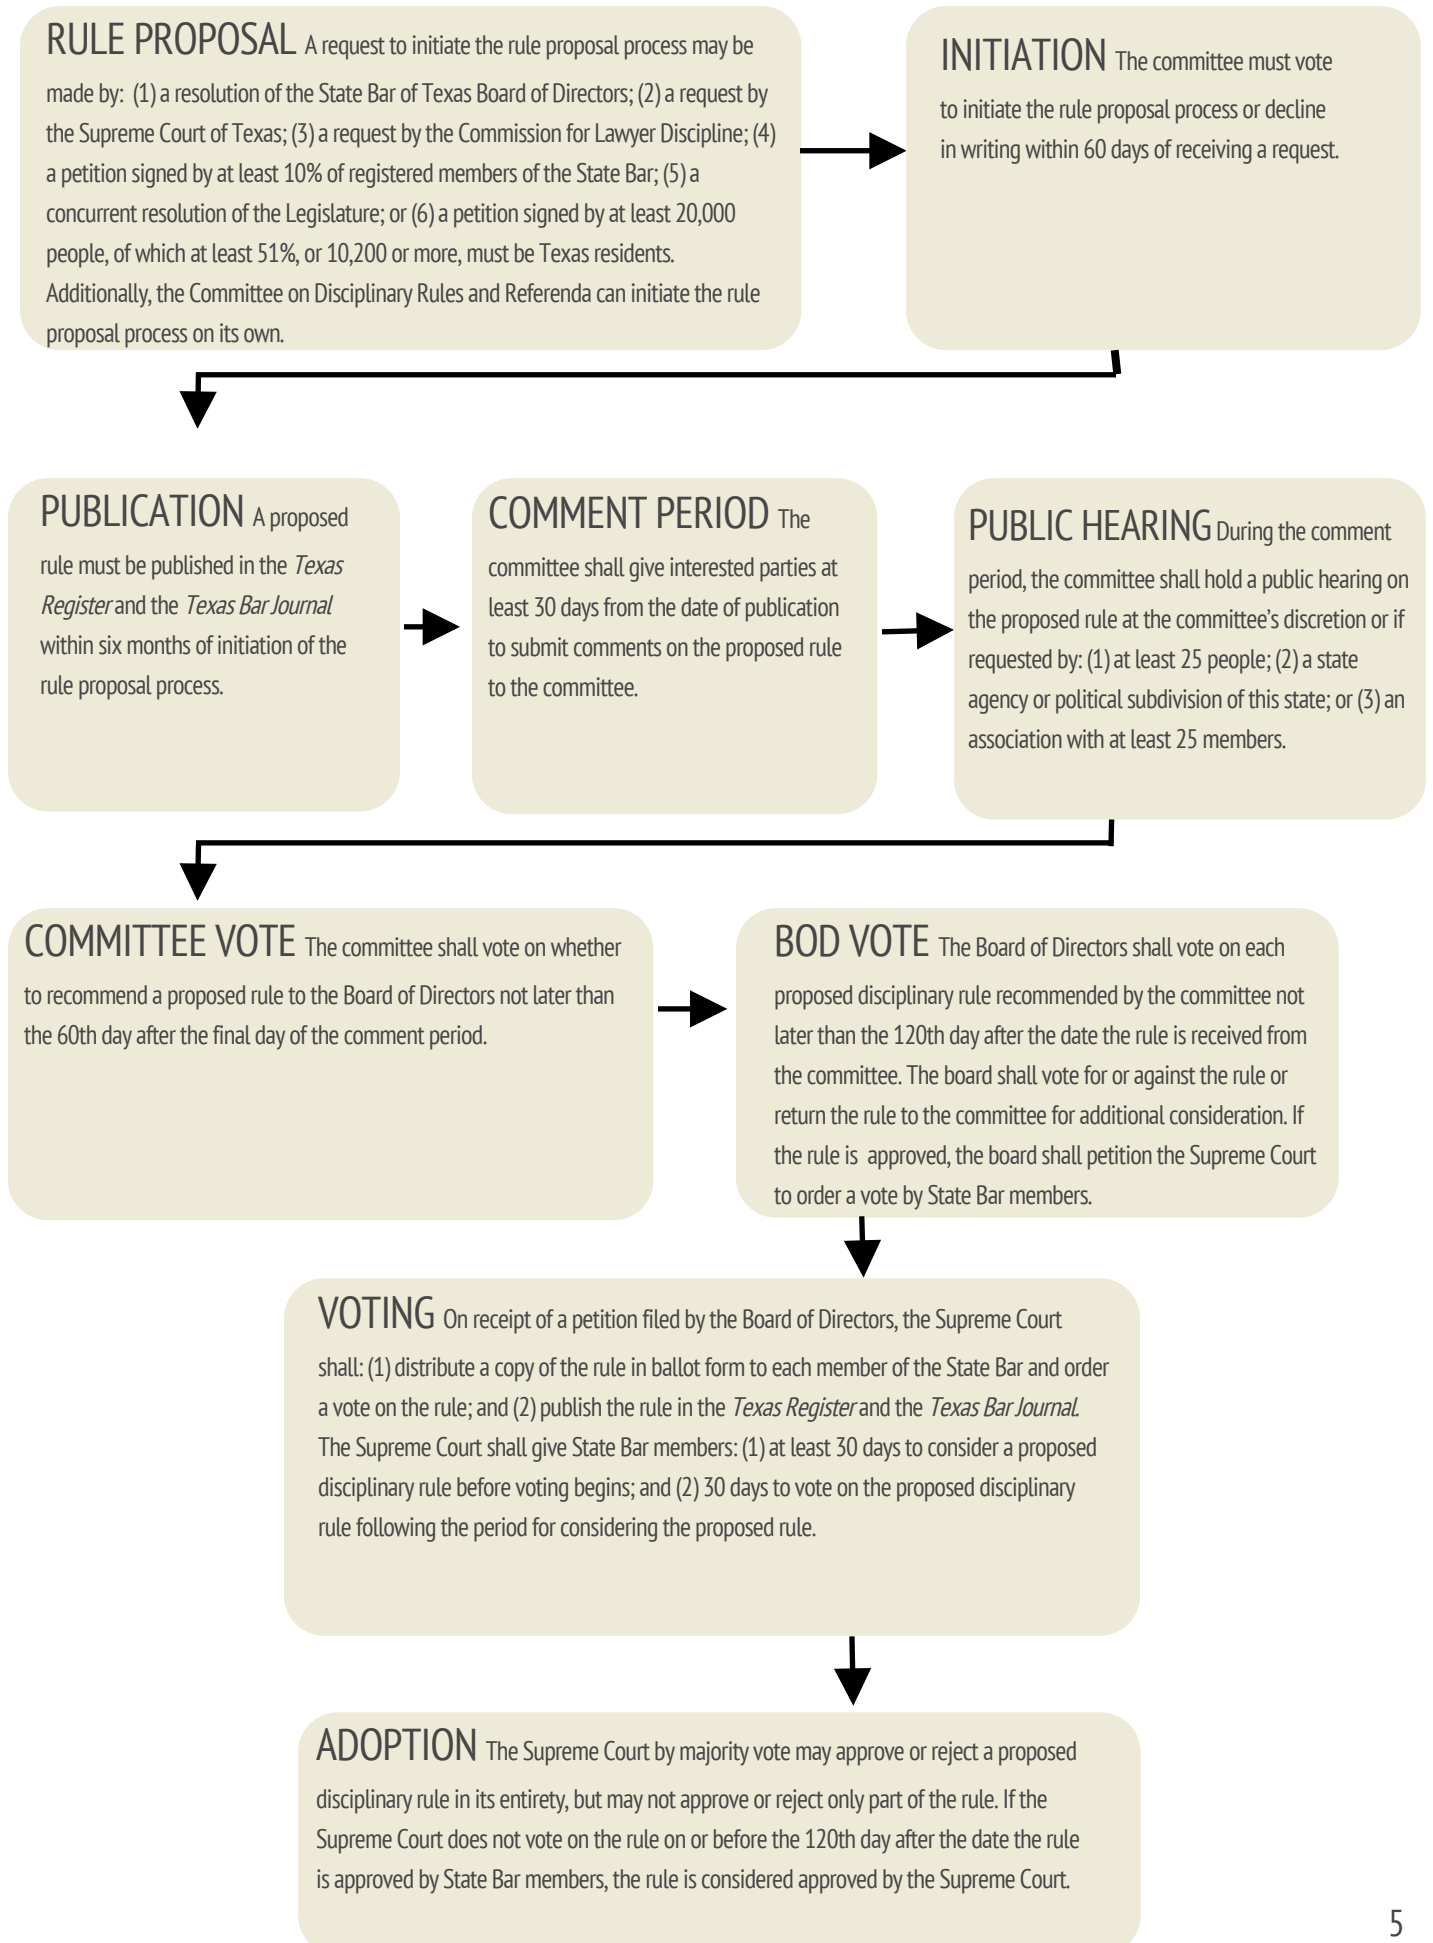 RULE PROPOSAL A request to initiate the rule proposal process may be
made by: (1) a resolution of the State Bar of Texas Board of Directors; (2) a request by
the Supreme Court of Texas; (3) a request by the Commission for Lawyer Discipline; (4)
a petition signed by at least 10% of registered members of the State Bar; (5) a
concurrent resolution of the Legislature; or (6) a petition signed by at least 20,000
people, of which at least 51%, or 10,200 or more, must be Texas residents.
Additionally, the Committee on Disciplinary Rules and Referenda can initiate the rule
proposal process on its own.
INITIATION The committee must vote
to initiate the rule proposal process or decline
in writing within 60 days of receiving a request.
PUBLICATION A proposed
rule must be published in the Texas
Register and the Texas Bar Journal
within six months of initiation of the
rule proposal process.
COMMENT PERIOD The
committee shall give interested parties at
least 30 days from the date of publication
to submit comments on the proposed rule
to the committee.
PUBLIC HEARING During the comment
period, the committee shall hold a public hearing on
the proposed rule at the committee’s discretion or if
requested by: (1) at least 25 people; (2) a state
agency or political subdivision of this state; or (3) an
association with at least 25 members.
COMMITTEE VOTE The committee shall vote on whether
to recommend a proposed rule to the Board of Directors not later than
the 60th day after the final day of the comment period.
BOD VOTE The Board of Directors shall vote on each
proposed disciplinary rule recommended by the committee not
later than the 120th day after the date the rule is received from
the committee. The board shall vote for or against the rule or
return the rule to the committee for additional consideration. If
the rule is approved, the board shall petition the Supreme Court
to order a vote by State Bar members.
VOTING On receipt of a petition filed by the Board of Directors, the Supreme Court
shall: (1) distribute a copy of the rule in ballot form to each member of the State Bar and order
a vote on the rule; and (2) publish the rule in the Texas Register and the Texas Bar Journal.
The Supreme Court shall give State Bar members: (1) at least 30 days to consider a proposed
disciplinary rule before voting begins; and (2) 30 days to vote on the proposed disciplinary
rule following the period for considering the proposed rule.
ADOPTION The Supreme Court by majority vote may approve or reject a proposed
disciplinary rule in its entirety, but may not approve or reject only part of the rule. If the
Supreme Court does not vote on the rule on or before the 120th day after the date the rule
is approved by State Bar members, the rule is considered approved by the Supreme Court.
5